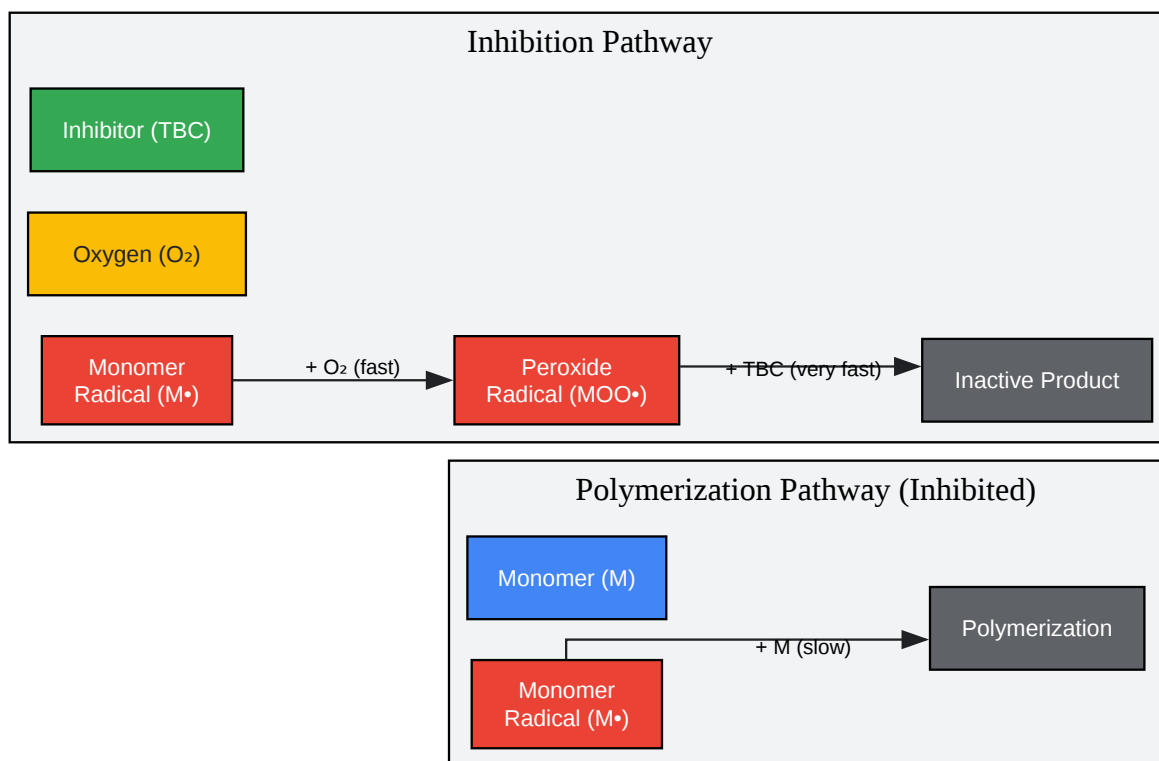 Inhibition Pathway
Inhibitor (TBC)
Oxygen (O₂)
Monomer
Radical (M•)
+ O₂ (fast)
Peroxide
Radical (MOO•)
+ TBC (very fast)
Inactive Product
Polymerization Pathway (Inhibited)
Monomer (M)
Monomer
Radical (M•)
+ M (slow)
Polymerization